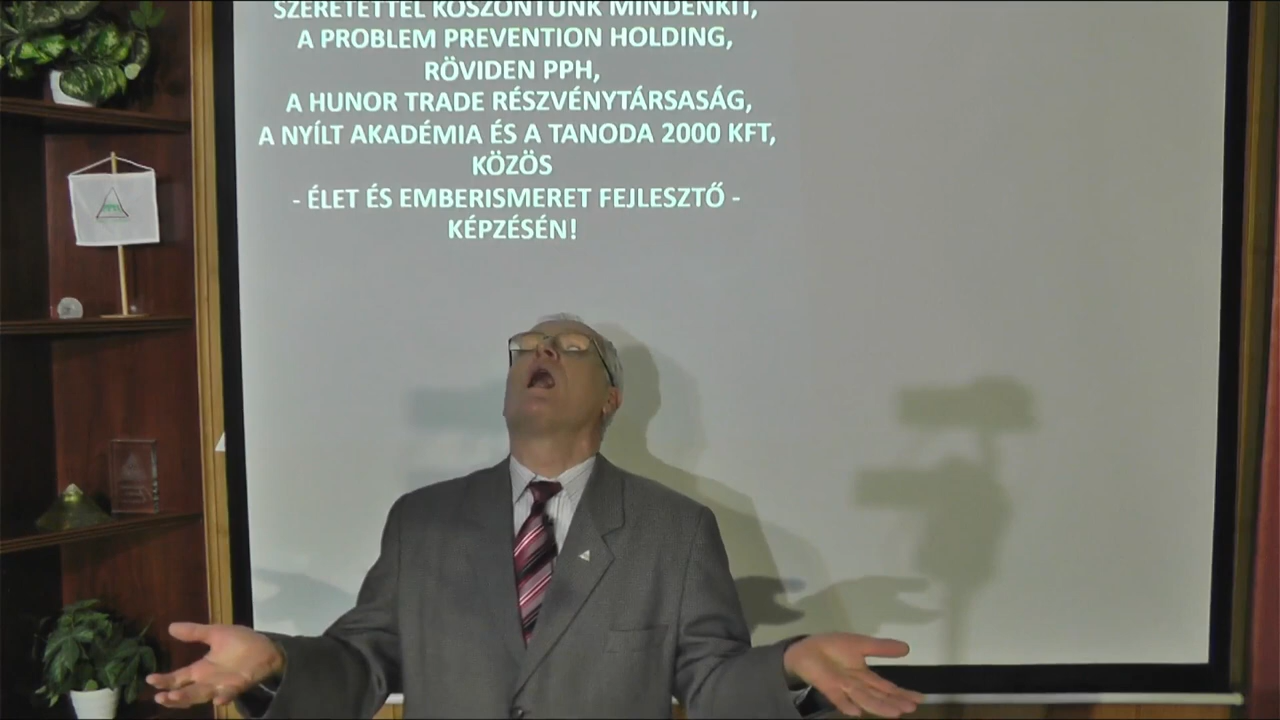 SZERETETTEL KÖSZÖNTÜNK MINDENKIT,
A PROBLEM PREVENTION HOLDING,
RÖVIDEN PPH,
A HUNOR TRADE RÉSZVÉNYTÁRSASÁG,
A NYÍLT AKADÉMIA ÉS A TANODA 2000 KFT,
KÖZÖS
- ÉLET ÉS EMBERISMERET FEJLESZTŐ -
KÉPZÉSÉN!